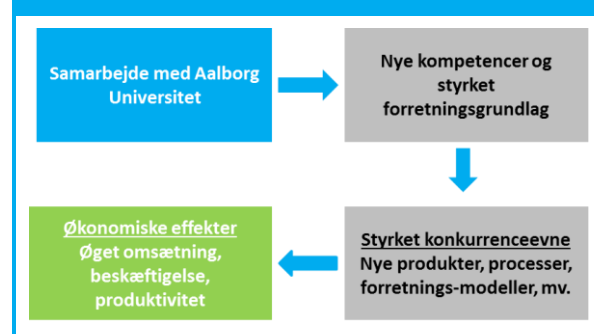 Samarbejde med Aalborg
Universitet
Nye kompetencer og
styrket
forretningsgrundlag
Styrket konkurrenceevne
Nye produkter, processer,
forretnings-modeller, mv.
Økonomiske effekter
Øget omsætning,
beskæftigelse,
produktivitet